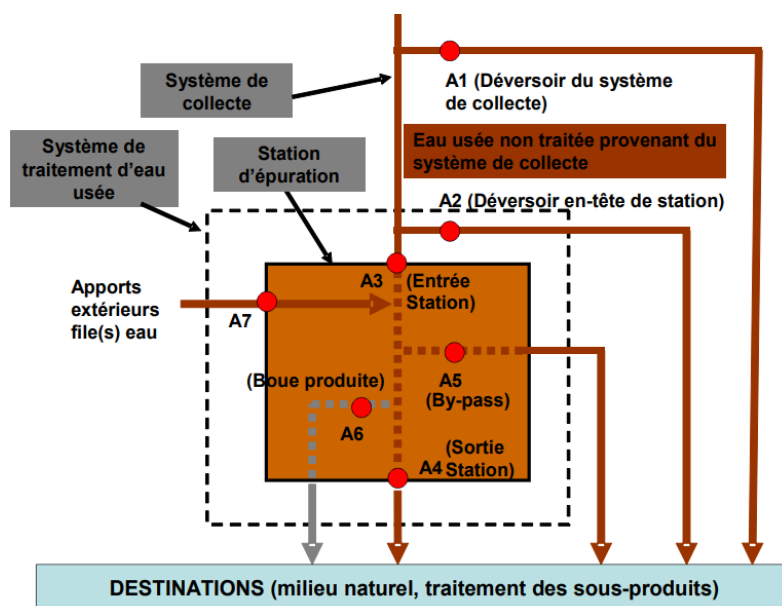 Système de
collecte
A1 (Déversoir du système
de collecte)
Système de
traitement d'eau
usée
Station
d'épuration
Eau usée non traitée provenant du
système de collecte
A2 (Déversoir en-tête de station)
Apports
extérieurs
file(s) eau
A7
A3
(Entrée
Station)
(Boue produite)
A6
A5
(By-pass)
(Sortie
Station)
A4
DESTINATIONS (milieu naturel, traitement des sous-produits)